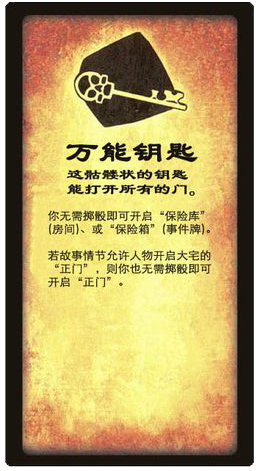 万能钥匙
这骷髅状的钥匙
能打开所有的门。
你无需掷骰即可开启“保险库”
(房间)、或“保险箱”(事件牌)。
若故事情节允许人物开启大宅的
“正门”，则你也无需掷骰即可
开启“正门”。